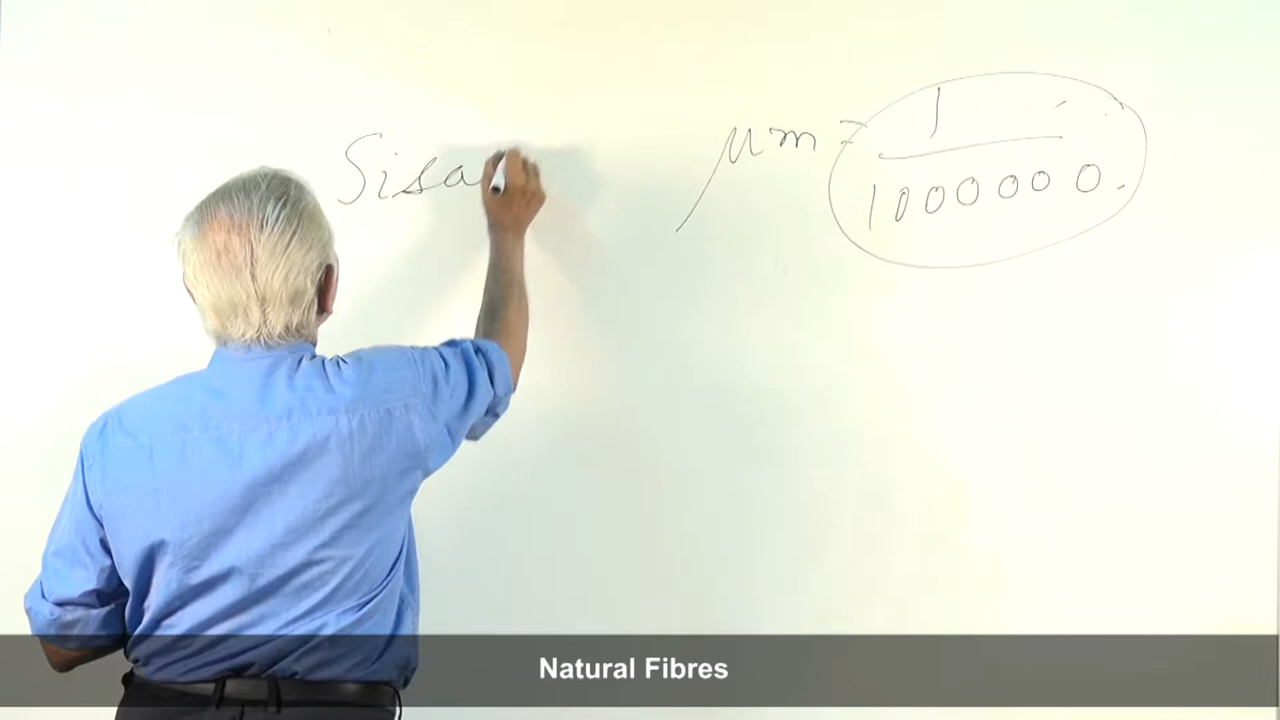 Sisa
μm = 1
1000000.
Natural Fibres